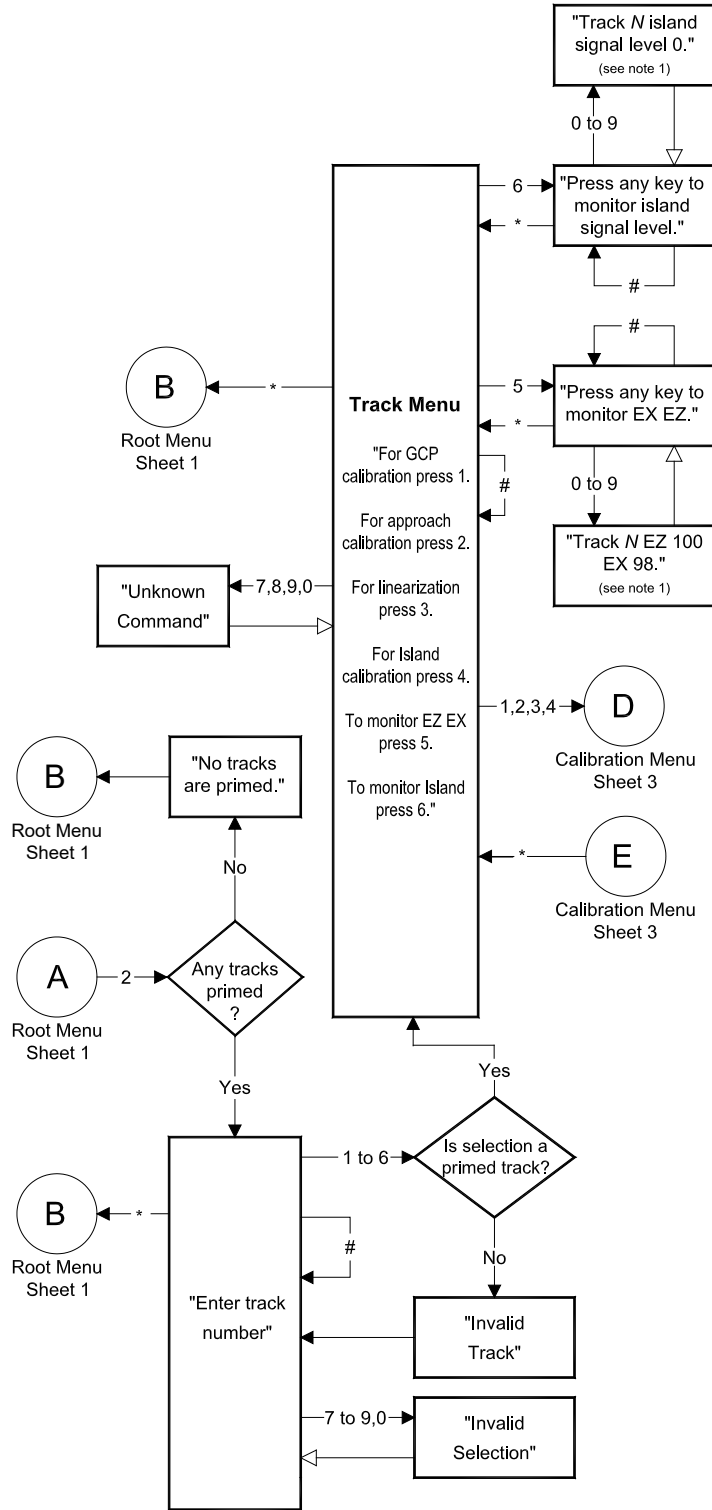 "Track N island
signal level 0."
(see note 1)
0 to 9
6
"Press any key to
monitor island
signal level."
*
#
#
B
*
Root Menu
Sheet 1
5
"Press any key to
monitor EX EZ."
*
0 to 9
"Track N EZ 100
EX 98."
(see note 1)
Track Menu
"For GCP
calibration press 1.
#
For approach
calibration press 2.
For linearization
press 3.
For Island
calibration press 4.
To monitor EZ EX
press 5.
To monitor Island
press 6."
"Unknown
Command"
7,8,9,0
1,2,3,4
D
Calibration Menu
Sheet 3
B
Root Menu
Sheet 1
"No tracks
are primed."
No
*
E
Calibration Menu
Sheet 3
A
Root Menu
Sheet 1
2
Any tracks
primed
?
Yes
Yes
1 to 6
Is selection a
primed track?
B
*
Root Menu
Sheet 1
#
No
"Enter track
number"
"Invalid
Track"
7 to 9,0
"Invalid
Selection"